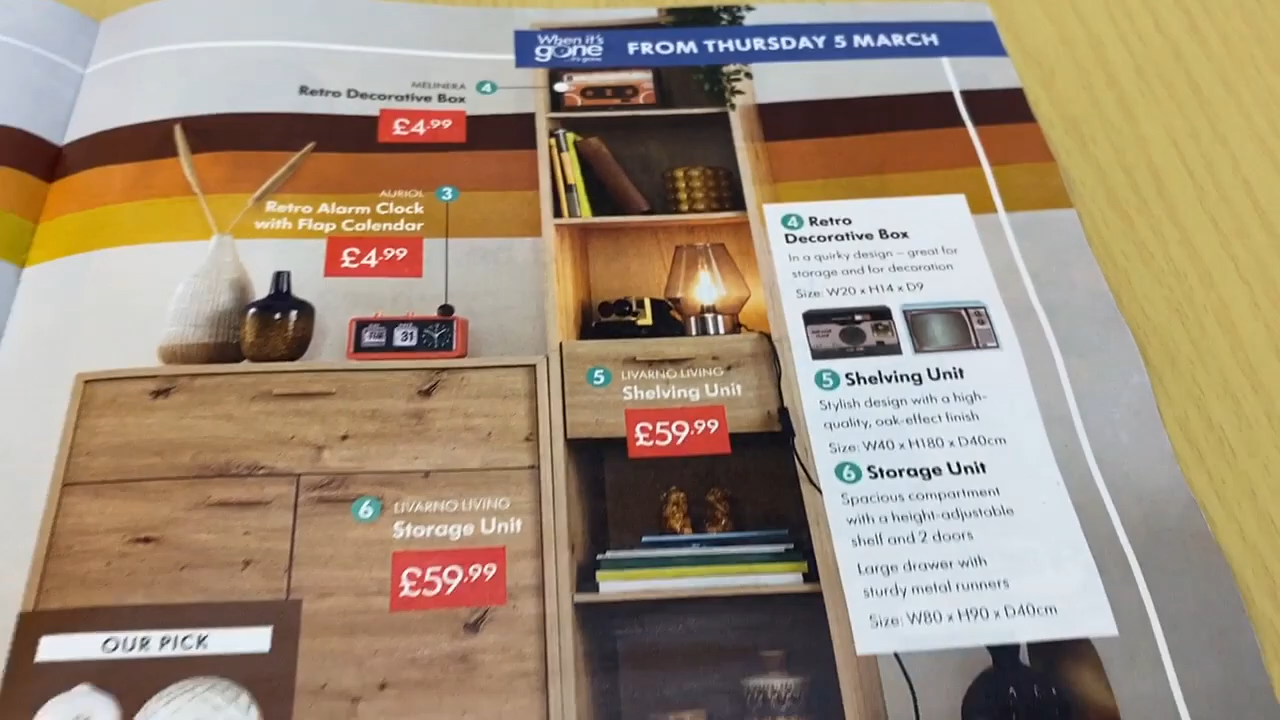 When it's
gone
it's gone
FROM THURSDAY 5 MARCH
MELINERA
Retro Decorative Box
4
£4.99
AURIOL
3
Retro Alarm Clock
with Flap Calendar
£4.99
TUE
31
5
LIVARNO LIVING
Shelving Unit
£59.99
6
LIVARNO LIVING
Storage Unit
£59.99
OUR PICK
4 Retro
Decorative Box
In a quirky design – great for
storage and for decoration
Size: W20 x H14 x D9
5 Shelving Unit
Stylish design with a high-
quality, oak-effect finish
Size: W40 x H180 x D40cm
6 Storage Unit
Spacious compartment
with a height-adjustable
shelf and 2 doors
Large drawer with
sturdy metal runners
Size: W80 x H90 x D40cm